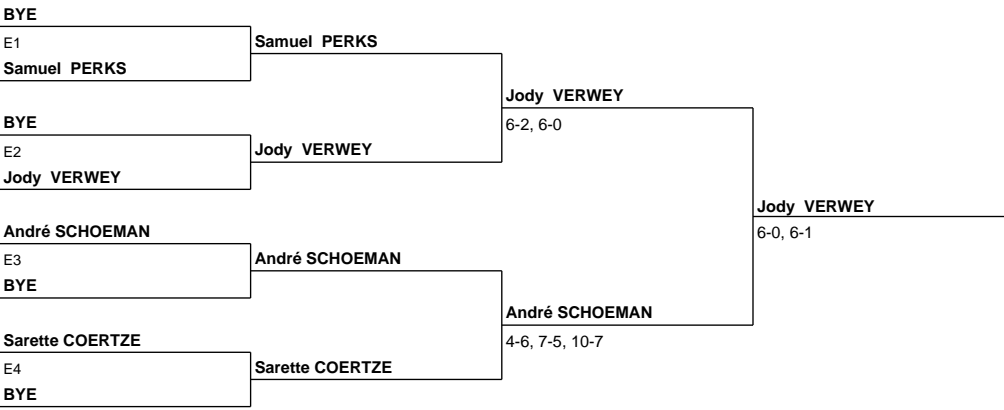 BYE
E1
Samuel PERKS
Samuel PERKS
Jody VERWEY
6-2, 6-0
BYE
E2
Jody VERWEY
Jody VERWEY
Jody VERWEY
6-0, 6-1
André SCHOEMAN
E3
André SCHOEMAN
BYE
André SCHOEMAN
4-6, 7-5, 10-7
Sarette COERTZE
E4
Sarette COERTZE
BYE